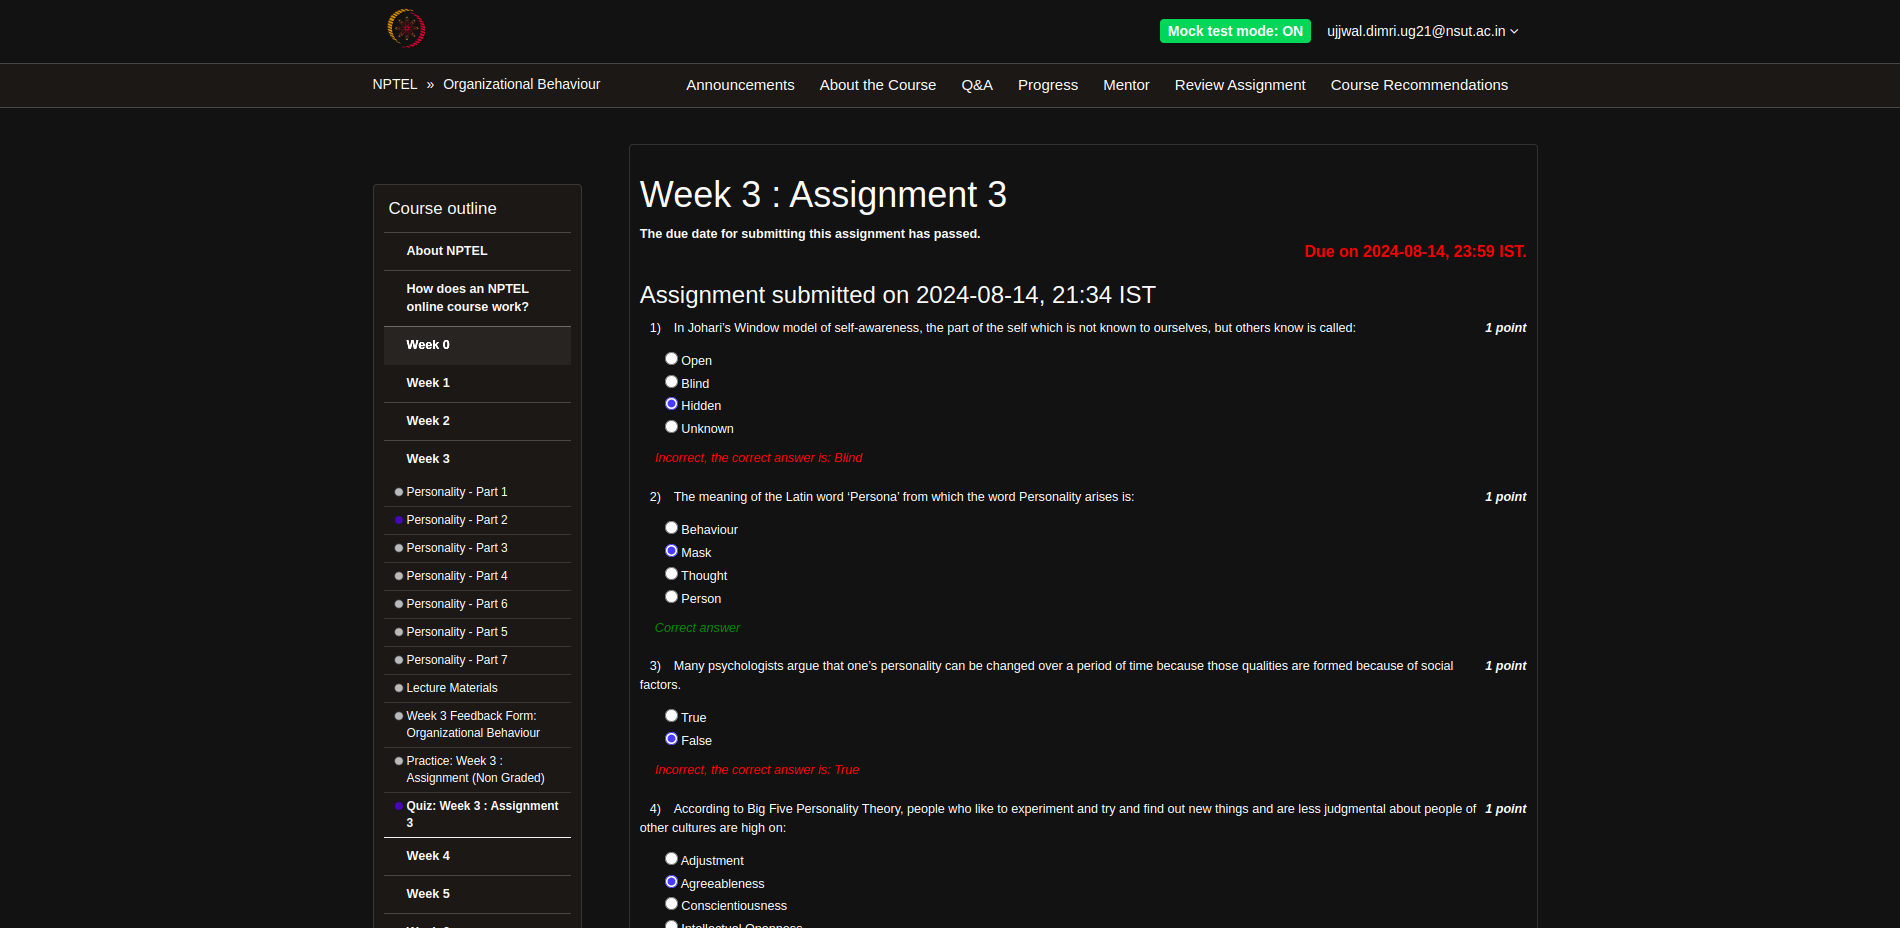 Mock test mode: ON
ujjwal.dimri.ug21@nsut.ac.in
NPTEL » Organizational Behaviour
Announcements About the Course Q&A Progress Mentor Review Assignment Course Recommendations
Course outline
About NPTEL
How does an NPTEL
online course work?
Week 0
Week 1
Week 2
Week 3
Personality - Part 1
Personality - Part 2
Personality - Part 3
Personality - Part 4
Personality - Part 6
Personality - Part 5
Personality - Part 7
Lecture Materials
Week 3 Feedback Form:
Organizational Behaviour
Practice: Week 3 :
Assignment (Non Graded)
Quiz: Week 3 : Assignment
3
Week 4
Week 5
Week 3 : Assignment 3
The due date for submitting this assignment has passed.
Due on 2024-08-14, 23:59 IST.
Assignment submitted on 2024-08-14, 21:34 IST
1) In Johari’s Window model of self-awareness, the part of the self which is not known to ourselves, but others know is called: 1 point
Open
Blind
Hidden
Unknown
Incorrect, the correct answer is: Blind
2) The meaning of the Latin word ‘Persona’ from which the word Personality arises is: 1 point
Behaviour
Mask
Thought
Person
Correct answer
3) Many psychologists argue that one’s personality can be changed over a period of time because those qualities are formed because of social 1 point
factors.
True
False
Incorrect, the correct answer is: True
4) According to Big Five Personality Theory, people who like to experiment and try and find out new things and are less judgmental about people of 1 point
other cultures are high on:
Adjustment
Agreeableness
Conscientiousness
Intellectual Openness